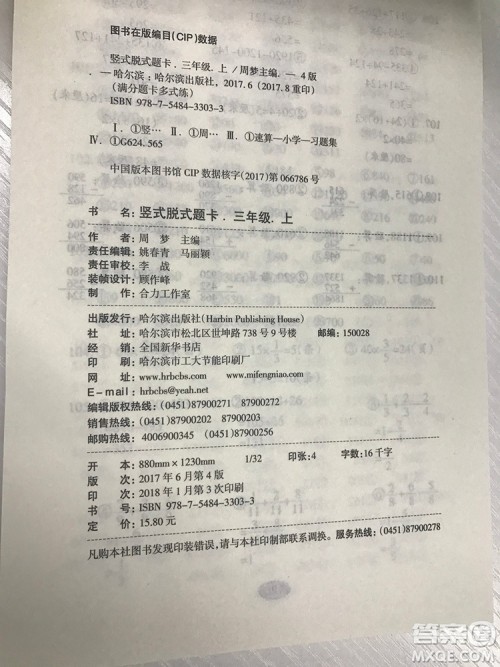 图书在版编目(CIP)数据
竖式脱式题卡．三年级．上／周梦主编．— 4版
．—哈尔滨：哈尔滨出版社，2017.6（2017.8重印）
（满分题卡多式练）
ISBN 978-7-5484-3303-3
Ⅰ．①竖… Ⅱ．①周… Ⅲ．①速算—小学—习题集
Ⅳ．①G624.565
中国版本图书馆CIP数据核字(2017)第066786号
书 名：竖式脱式题卡．三年级．上
作 者：周 梦 主编
责任编辑：姚春青 马丽颖
责任审校：李 战
装帧设计：顾作峰
制 作：合力工作室
出版发行：哈尔滨出版社(Harbin Publishing House)
社 址：哈尔滨市松北区世坤路738号9号楼 邮编：150028
经 销：全国新华书店
印 刷：哈尔滨市工大节能印刷厂
网 址：www.hrbcbs.com www.mifengniao.com
E-mail：hrbcbs@yeah.net
编辑版权热线：(0451)87900271 87900272
销售热线：(0451)87900202 87900203
邮购热线：4006900345 (0451)87900256
开 本：880mm×1230mm 1/32 印张：4 字数：16千字
版 次：2017年6月第4版
印 次：2018年1月第3次印刷
书 号：ISBN 978-7-5484-3303-3
定 价：15.80元
凡购本社图书发现印装错误，请与本社印制部联系调换。服务热线：(0451)87900278
答案圈
MXQE.COM